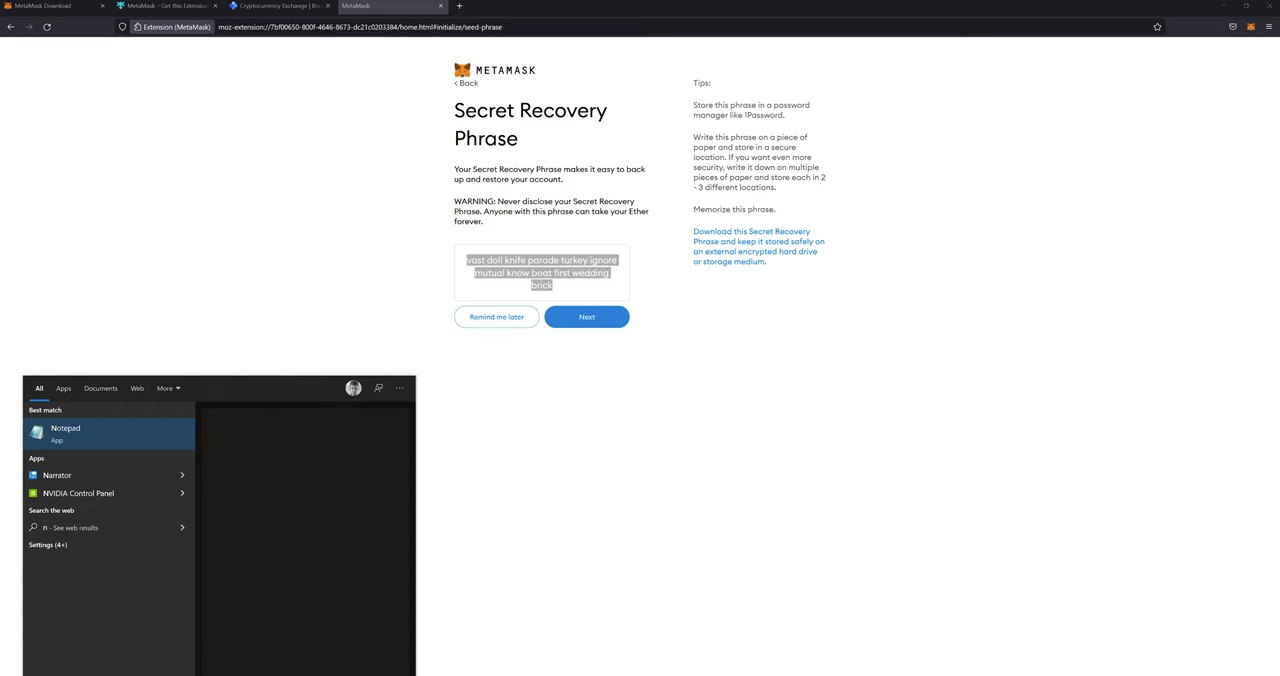 MetaMask Download
MetaMask – Get this Extension
Cryptocurrency Exchange |
MetaMask
Extension (MetaMask)
moz-extension://7bf00650-800f-4646-8673-dc21c0203384/home.html#initialize/seed-phrase
METAMASK
< Back
Secret Recovery
Phrase
Your Secret Recovery Phrase makes it easy to back
up and restore your account.
WARNING: Never disclose your Secret Recovery
Phrase. Anyone with this phrase can take your Ether
forever.
vast doll knife parade turkey ignore
mutual know boat first wedding
brick
Remind me later
Next
Tips:
Store this phrase in a password
manager like 1Password.
Write this phrase on a piece of
paper and store in a secure
location. If you want even more
security, write it down on multiple
pieces of paper and store each in 2
- 3 different locations.
Memorize this phrase.
Download this Secret Recovery
Phrase and keep it stored safely on
an external encrypted hard drive
or storage medium.
All
Apps
Documents
Web
More
Best match
Notepad
App
Apps
Narrator
NVIDIA Control Panel
Search the web
n - See web results
Settings (4+)